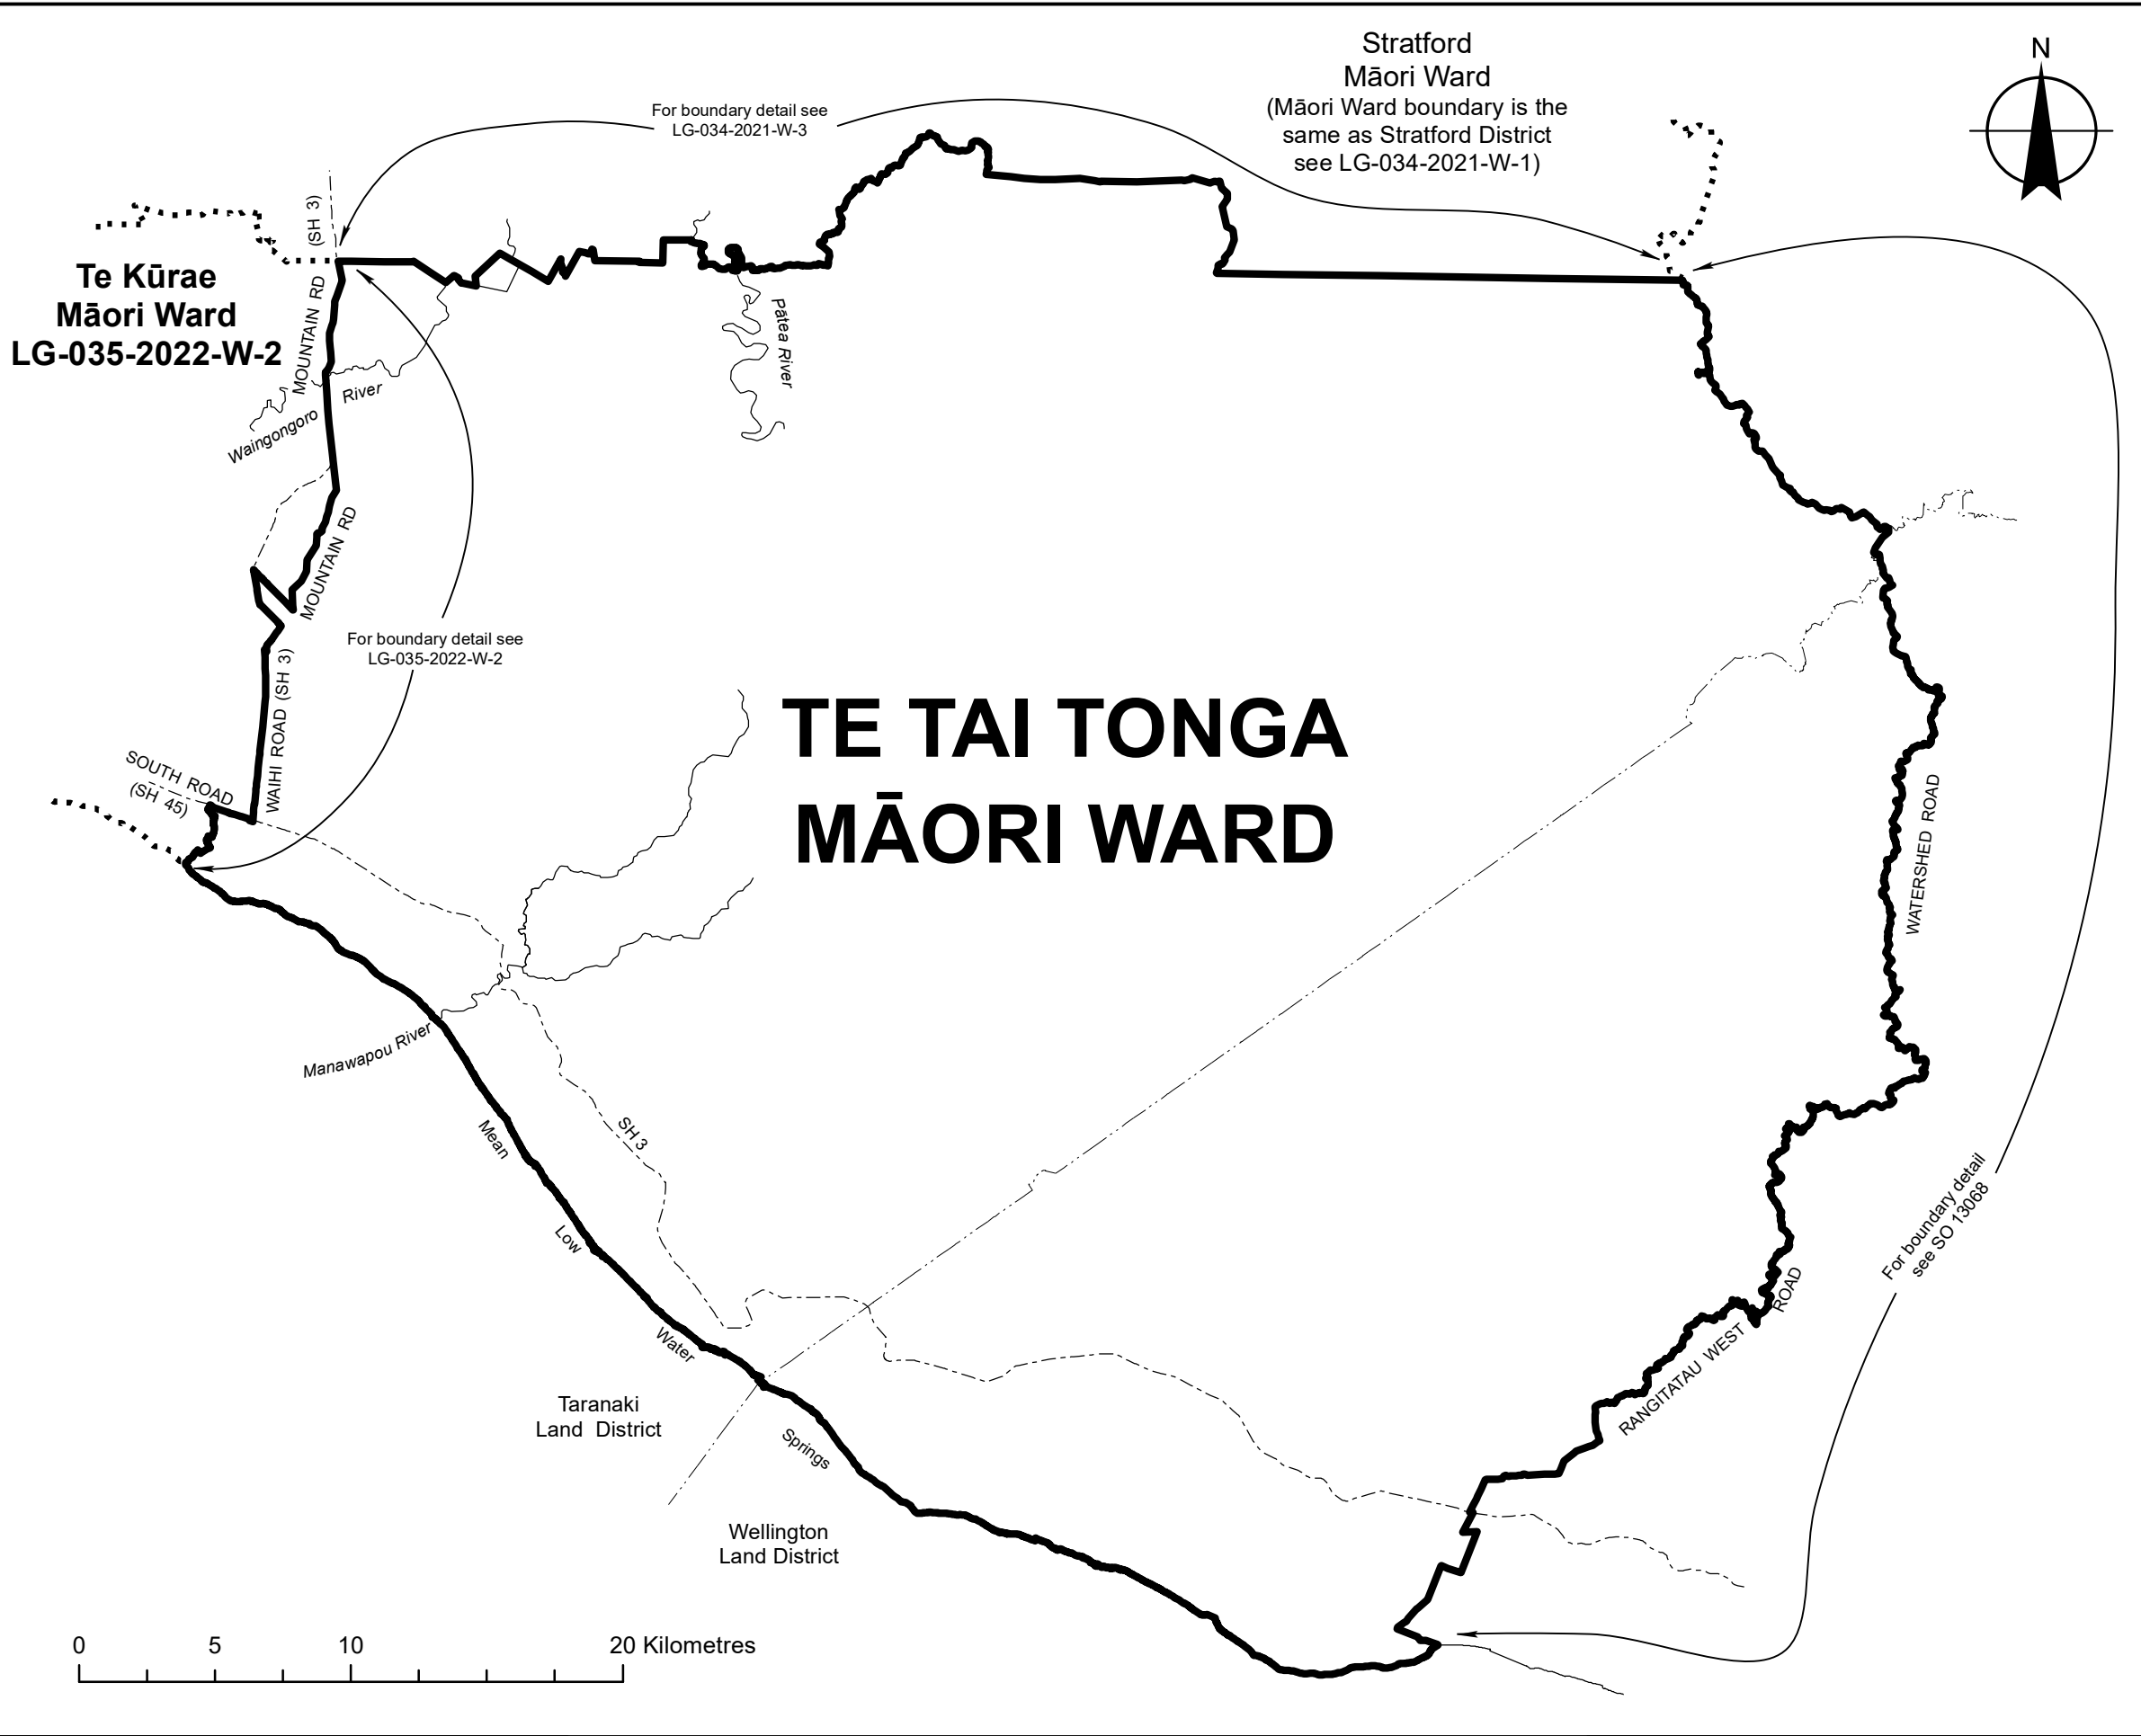 Stratford
Māori Ward
(Māori Ward boundary is the
same as Stratford District
see LG-034-2021-W-1)
N
For boundary detail see
LG-034-2021-W-3
(SH 3)
MOUNTAIN RD
Te Kūrae
Māori Ward
LG-035-2022-W-2
Pātea River
Waingongoro River
MOUNTAIN RD
For boundary detail see
LG-035-2022-W-2
WAIHI ROAD (SH 3)
SOUTH ROAD
(SH 45)
TE TAI TONGA
MĀORI WARD
WATERSHED ROAD
Manawapou River
SH 3
Mean Low Water Springs
For boundary detail
see SO 13068
RANGITATAU WEST ROAD
Taranaki
Land District
Wellington
Land District
0 5 10 20 Kilometres